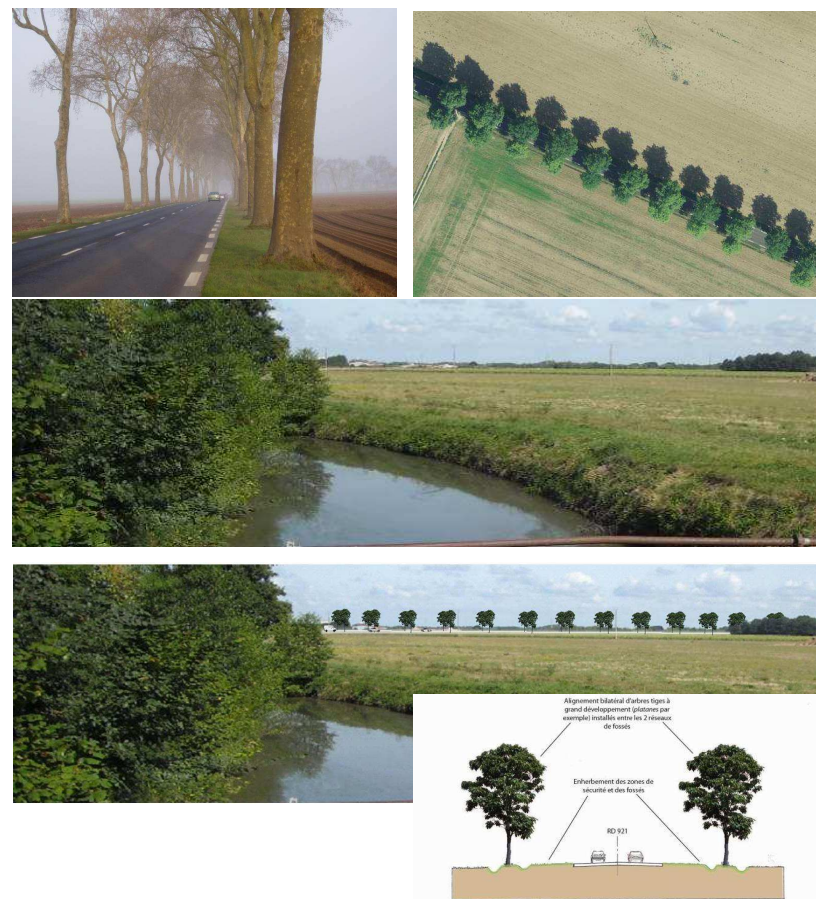 Alignement bilatéral d'arbres tiges à
grand développement (platanes par
exemple) installés entre les 2 réseaux
de fossés
Enherbement des zones de
sécurité et des fossés
RD 921